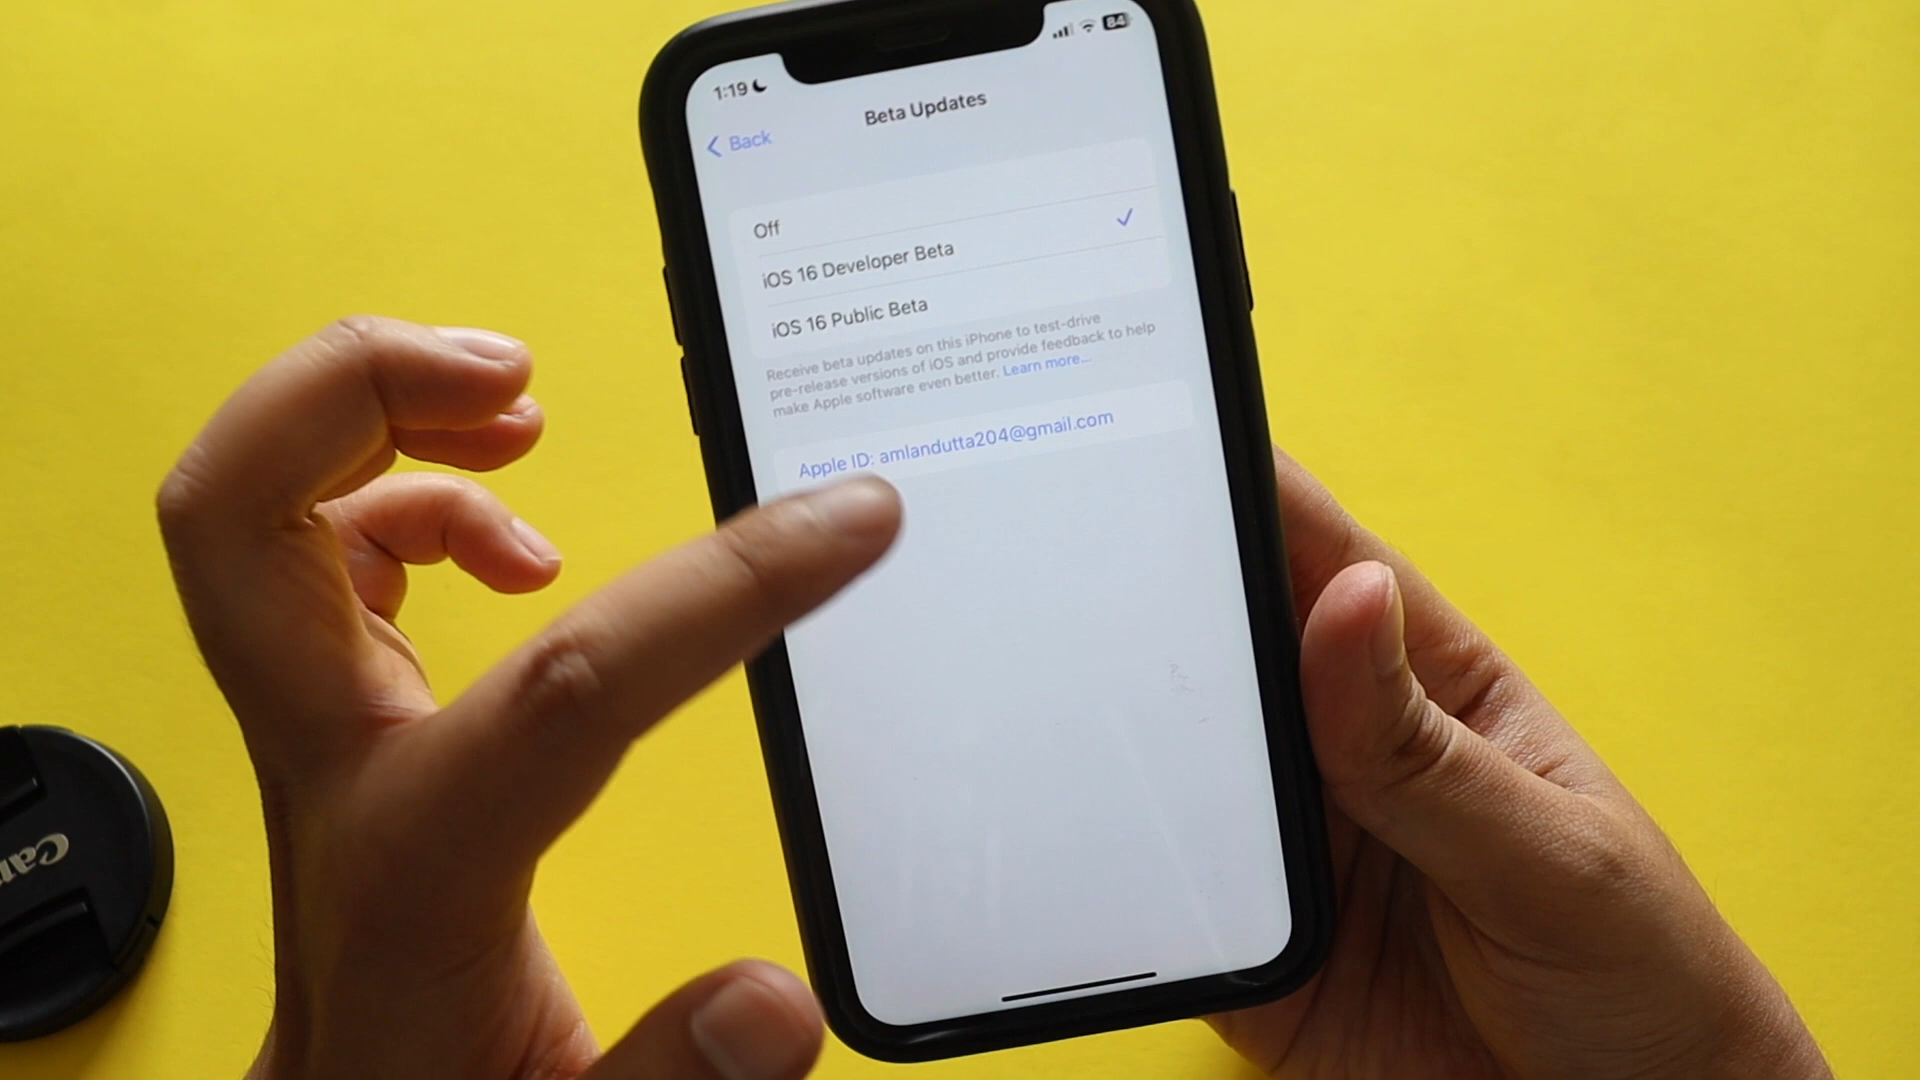 1:19
84
Beta Updates
Back
Off
iOS 16 Developer Beta
iOS 16 Public Beta
Receive beta updates on this iPhone to test-drive
pre-release versions of iOS and provide feedback to help
make Apple software even better. Learn more...
Apple ID: amlandutta204@gmail.com
Can